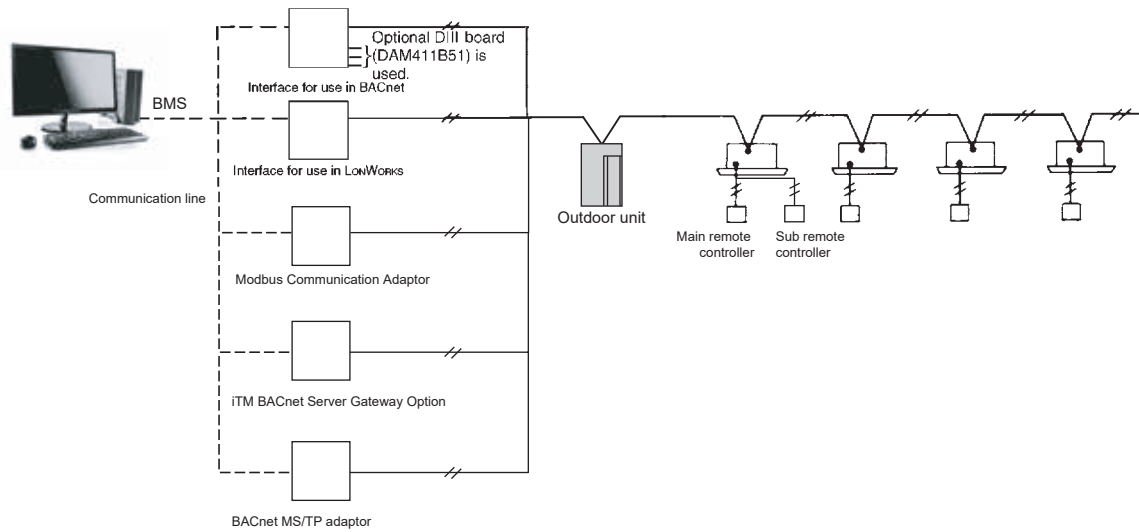 Optional DIII board
(DAM411B51) is
used.
Interface for use in BACnet
BMS
Interface for use in LONWORKS
Communication line
Outdoor unit
Main remote
controller
Sub remote
controller
Modbus Communication Adaptor
iTM BACnet Server Gateway Option
BACnet MS/TP adaptor